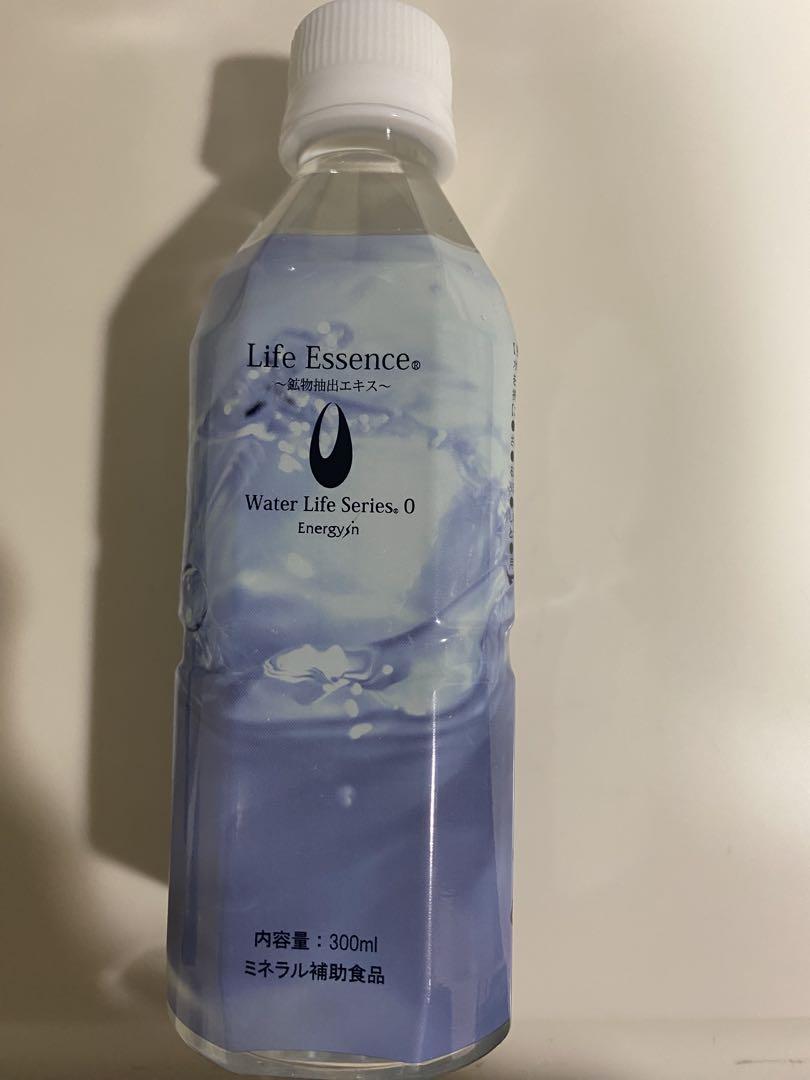 Life Essence®
～鉱物抽出エキス～
Water Life Series® 0
Energysin
内容量：300ml
ミネラル補助食品